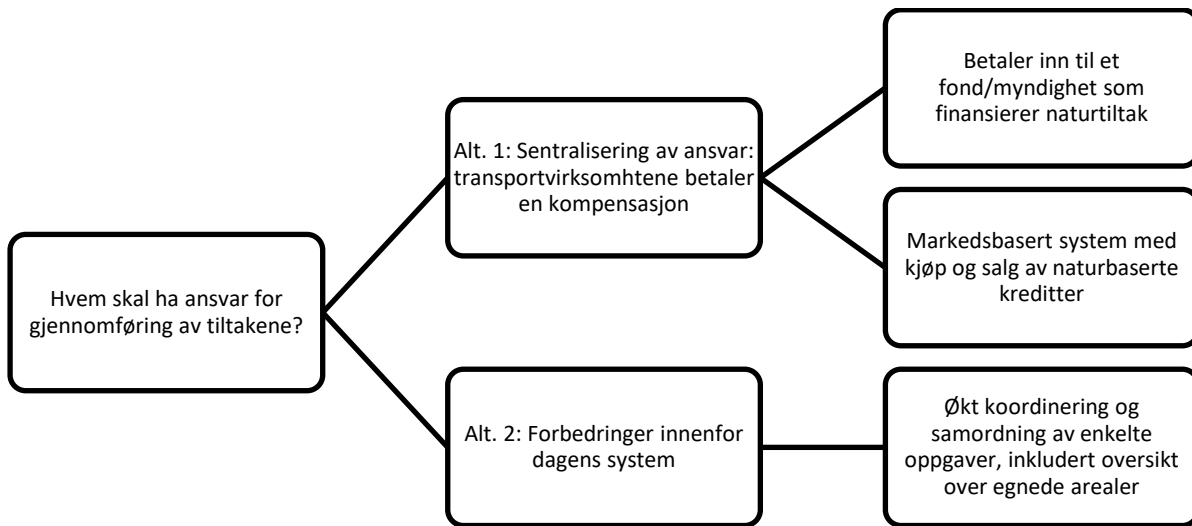 Hvem skal ha ansvar for
gjennomføring av tiltakene?
Alt. 1: Sentralisering av ansvar:
transportvirksomhtene betaler
en kompensasjon
Betaler inn til et
fond/myndighet som
finansierer naturtiltak
Markedsbasert system med
kjøp og salg av naturbaserte
kreditter
Alt. 2: Forbedringer innenfor
dagens system
Økt koordinering og
samordning av enkelte
oppgaver, inkludert oversikt
over egnede arealer